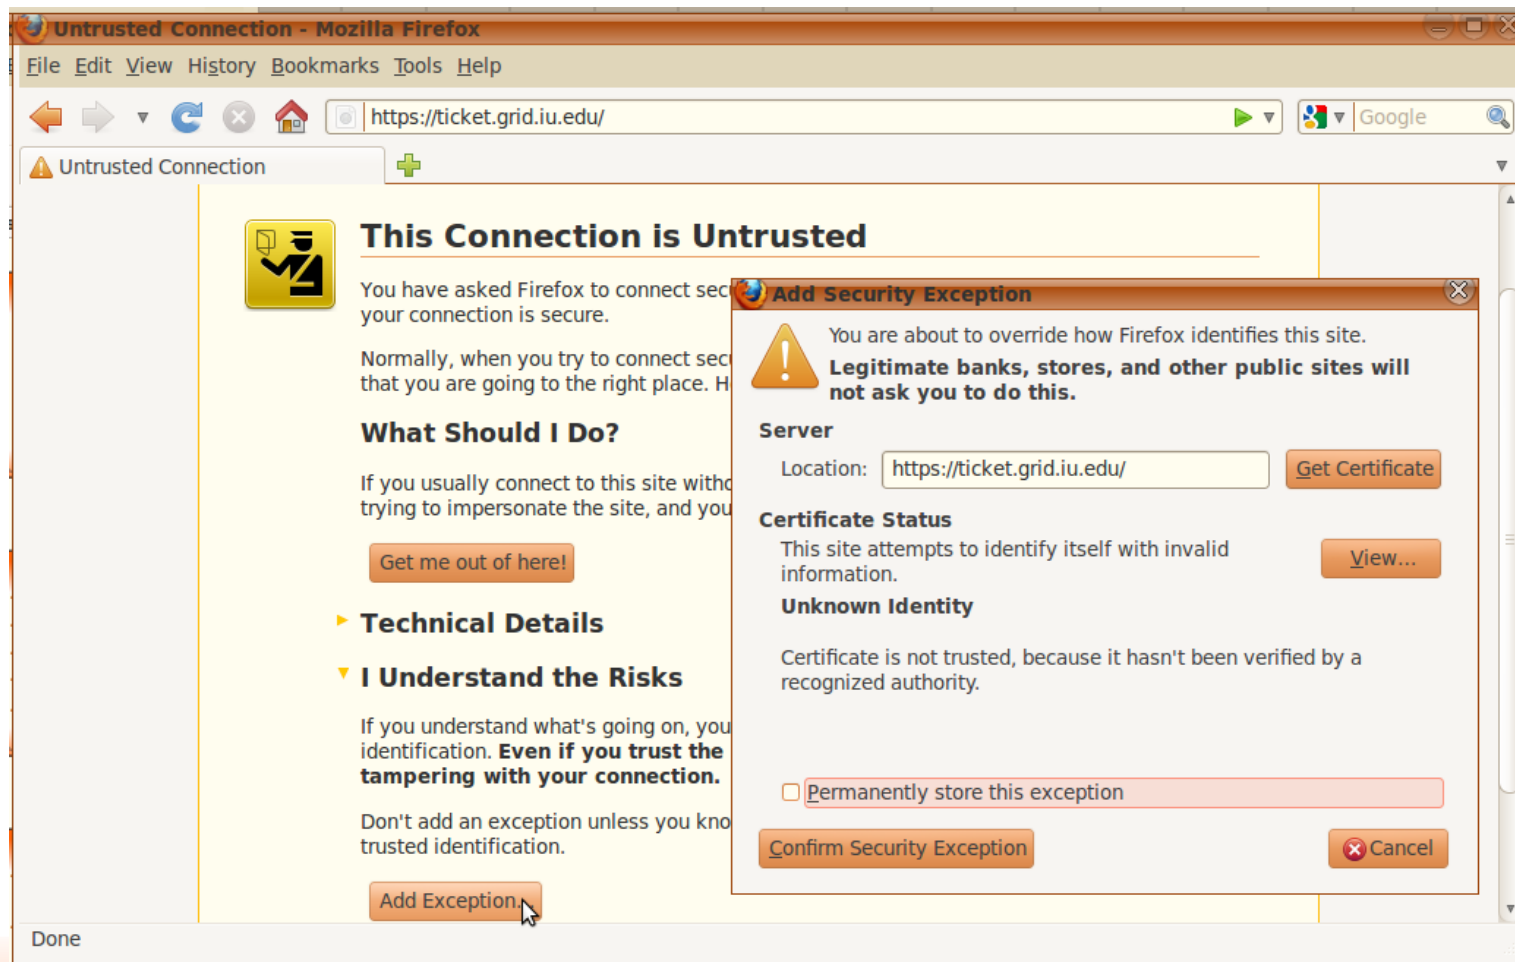 Untrusted Connection - Mozilla Firefox
File Edit View History Bookmarks Tools Help
https://ticket.grid.iu.edu/
Google
Untrusted Connection
This Connection is Untrusted
You have asked Firefox to connect
your connection is secure.
Normally, when you try to connect
that you are going to the right place.
What Should I Do?
If you usually connect to this site
trying to impersonate the site, and you
Get me out of here!
Technical Details
I Understand the Risks
If you understand what's going on, you
identification. Even if you trust the
tampering with your connection.
Don't add an exception unless you
trusted identification.
Add Exception...
Add Security Exception
You are about to override how Firefox identifies this site.
Legitimate banks, stores, and other public sites will
not ask you to do this.
Server
Location: https://ticket.grid.iu.edu/ Get Certificate
Certificate Status
This site attempts to identify itself with invalid
information.
View...
Unknown Identity
Certificate is not trusted, because it hasn't been verified by a
recognized authority.
Permanently store this exception
Confirm Security Exception
Cancel
Done